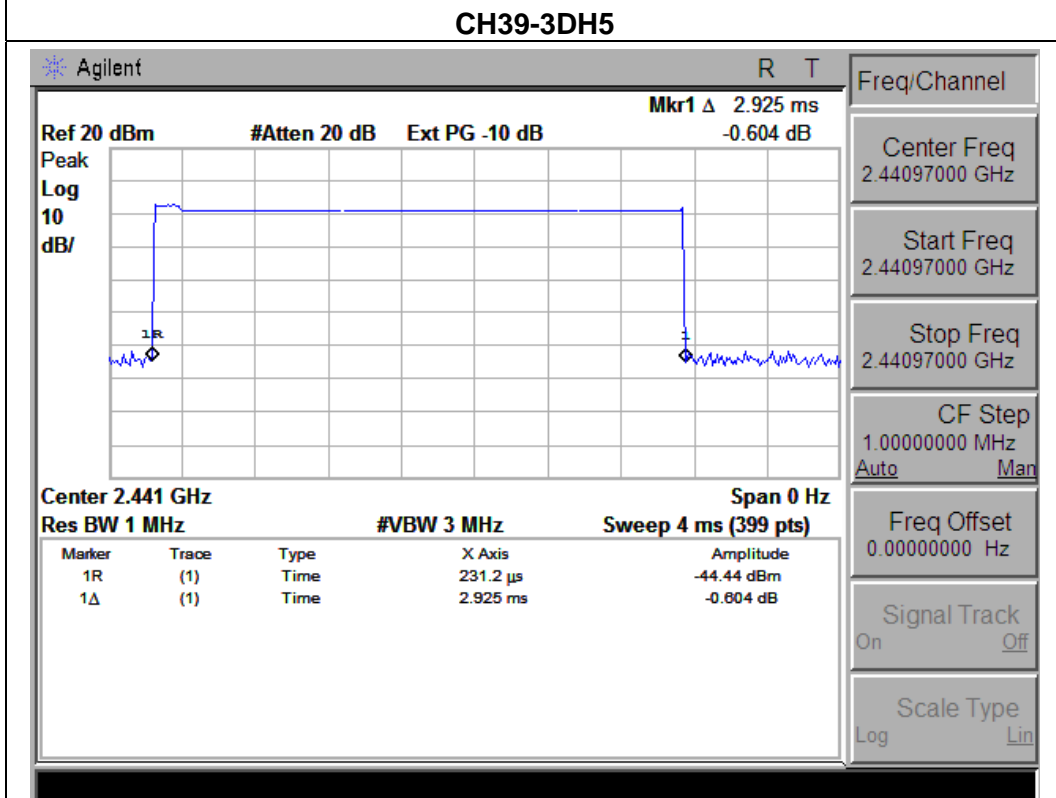 CH39-3DH5
Agilent R T
Mkr1 Δ 2.925 ms
Ref 20 dBm #Atten 20 dB Ext PG -10 dB -0.604 dB
Peak
Log
10
dB/
1R
1
Center 2.441 GHz Span 0 Hz
Res BW 1 MHz #VBW 3 MHz Sweep 4 ms (399 pts)
Marker Trace Type X Axis Amplitude
1R (1) Time 231.2 µs -44.44 dBm
1Δ (1) Time 2.925 ms -0.604 dB
Freq/Channel
Center Freq
2.44097000 GHz
Start Freq
2.44097000 GHz
Stop Freq
2.44097000 GHz
CF Step
1.00000000 MHz
Auto Man
Freq Offset
0.00000000 Hz
Signal Track
On Off
Scale Type
Log Lin